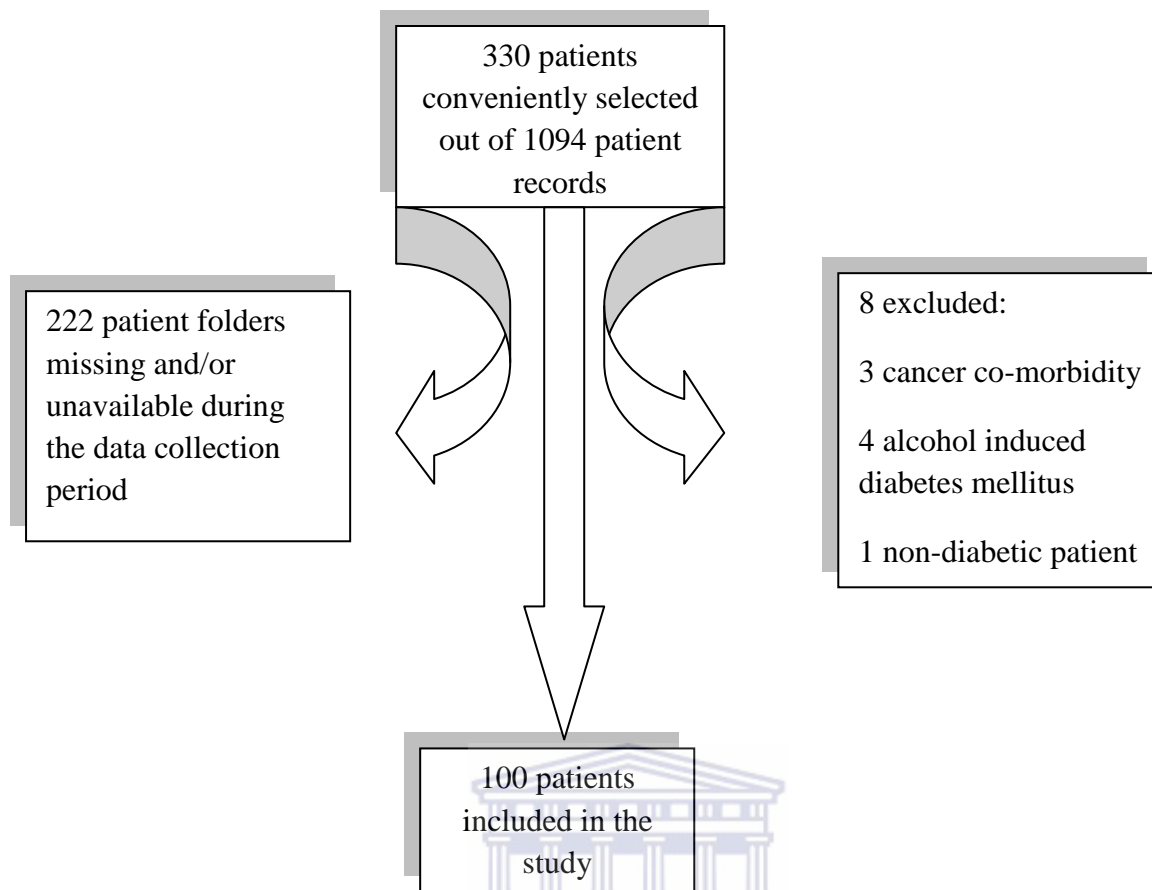 330 patients
conveniently selected
out of 1094 patient
records
222 patient folders
missing and/or
unavailable during
the data collection
period
8 excluded:
3 cancer co-morbidity
4 alcohol induced
diabetes mellitus
1 non-diabetic patient
100 patients
included in the
study